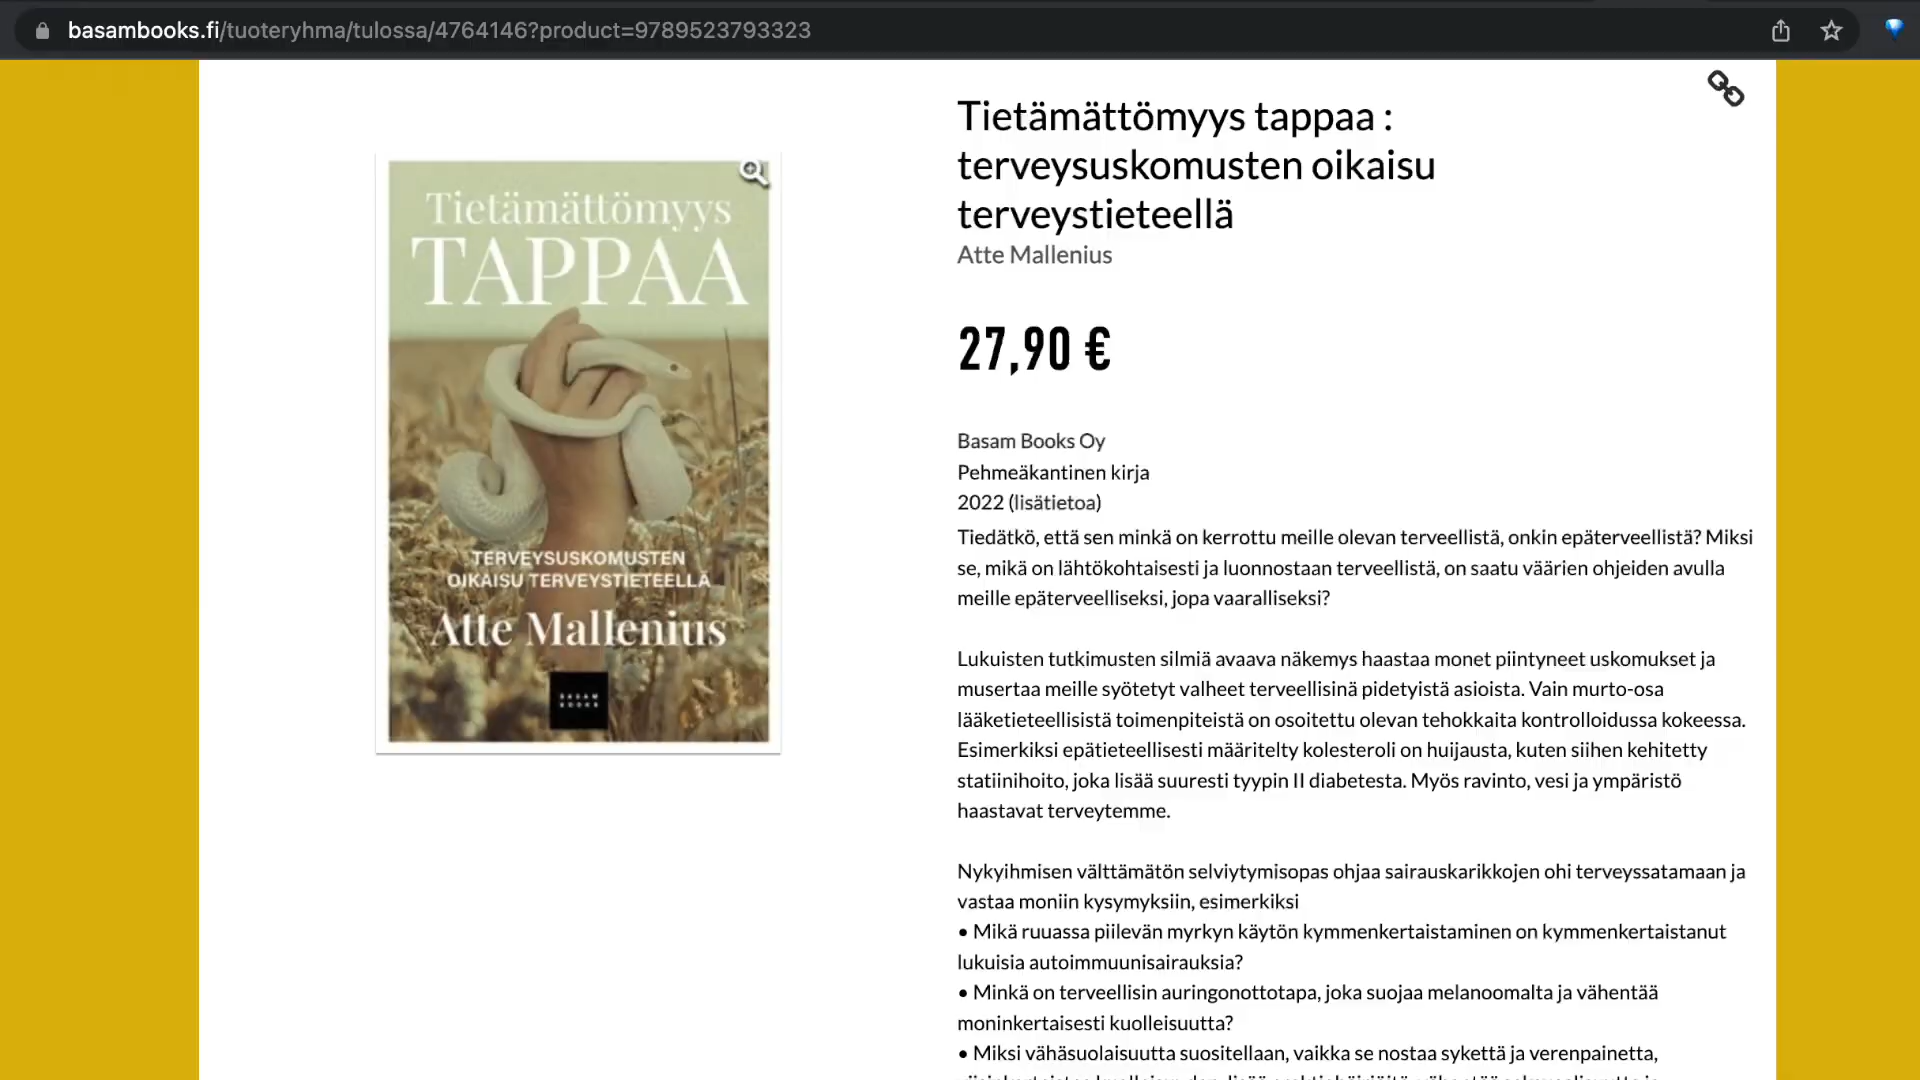 basambooks.fi/tuoteryhma/tulossa/4764146?product=9789523793323
Tietämättömyys
TAPPAA
TERVEYSUSKOMUSTEN
OIKAISU TERVEYSTIETEELLÄ
Atte Mallenius
BASAM
BOOKS
Tietämättömyys tappaa :
terveysuskomusten oikaisu
terveystieteellä
Atte Mallenius
27,90 €
Basam Books Oy
Pehmeäkantinen kirja
2022 (lisätietoa)
Tiedätkö, että sen minkä on kerrottu meille olevan terveellistä, onkin epäterveellistä? Miksi
se, mikä on lähtökohtaisesti ja luonnostaan terveellistä, on saatu väärien ohjeiden avulla
meille epäterveelliseksi, jopa vaaralliseksi?
Lukuisten tutkimusten silmiä avaava näkemys haastaa monet piintyneet uskomukset ja
musertaa meille syötetyt valheet terveellisinä pidetyistä asioista. Vain murto-osa
lääketieteellisistä toimenpiteistä on osoitettu olevan tehokkaita kontrolloidussa kokeessa.
Esimerkiksi epätieteellisesti määritelty kolesteroli on huijausta, kuten siihen kehitetty
statiinihoito, joka lisää suuresti tyypin II diabetesta. Myös ravinto, vesi ja ympäristö
haastavat terveytemme.
Nykyihmisen välttämätön selviytymisopas ohjaa sairauskarikkojen ohi terveyssatamaan ja
vastaa moniin kysymyksiin, esimerkiksi
• Mikä ruuassa piilevän myrkyn käytön kymmenkertaistaminen on kymmenkertaistanut
lukuisia autoimmuunisairauksia?
• Minkä on terveellisin auringonottotapa, joka suojaa melanoomalta ja vähentää
moninkertaisesti kuolleisuutta?
• Miksi vähäsuolaisuutta suositellaan, vaikka se nostaa sykettä ja verenpainetta,